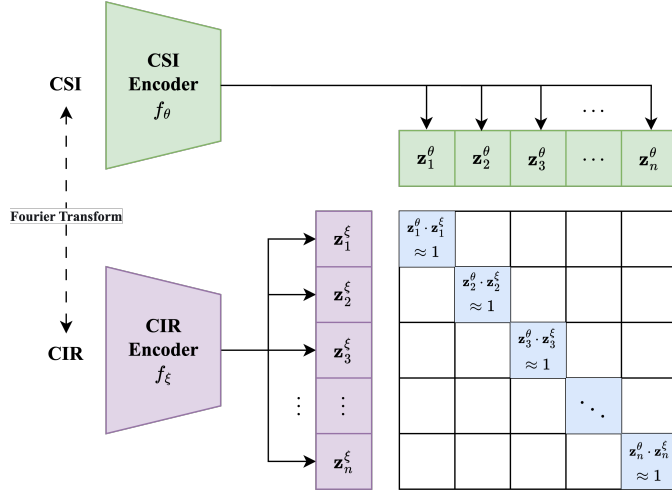 CSI
CSI
Encoder
f_θ
Fourier Transform
CIR
CIR
Encoder
f_ξ
z_1^θ z_2^θ z_3^θ ⋯ z_n^θ
⋯
z_1^ξ
z_2^ξ
z_3^ξ
⋮ ⋮
z_n^ξ
z_1^θ · z_1^ξ
≈ 1
z_2^θ · z_2^ξ
≈ 1
z_3^θ · z_3^ξ
≈ 1
⋱
z_n^θ · z_n^ξ
≈ 1